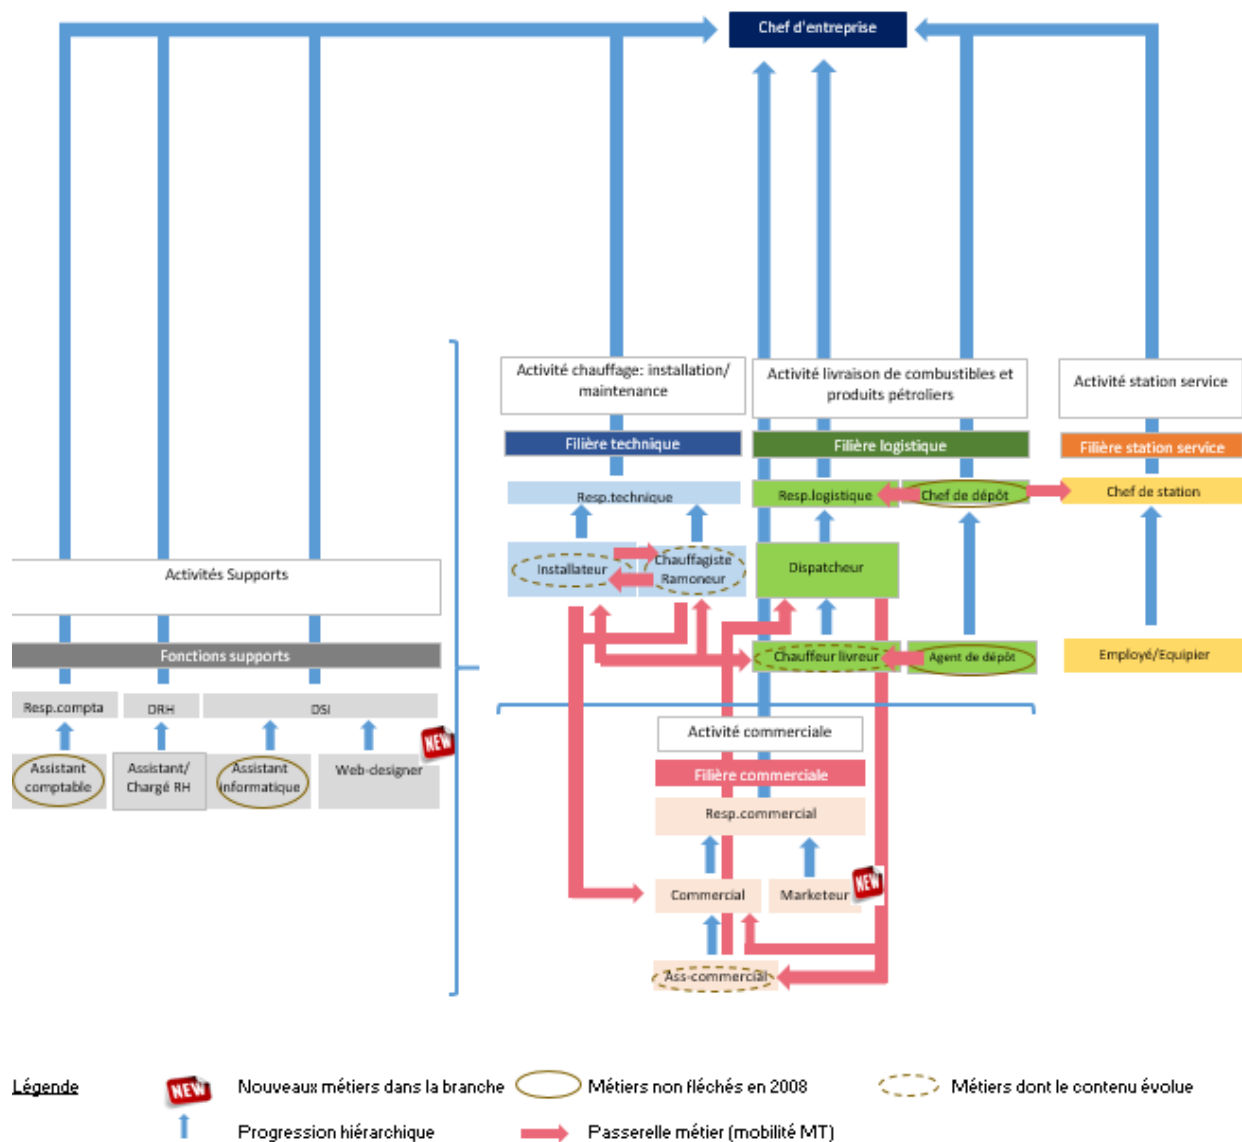 Chef d'entreprise
Activité chauffage: installation/
maintenance
Activité livraison de combustibles et
produits pétroliers
Activité station service
Filière technique
Filière logistique
Filière station service
Resp.technique
Resp.logistique
Chef de dépôt
Chef de station
Installateur
Chauffagiste
Ramoneur
Dispatcheur
Activités Supports
Fonctions supports
Chauffeur livreur
Agent de dépôt
Employé/Equipier
Resp.compta
DRH
DSI
NEW
Assistant
comptable
Assistant/
Chargé RH
Assistant
informatique
Web-designer
Activité commerciale
Filière commerciale
Resp.commercial
Commercial
Marketeur
NEW
Ass-commercial
Légende
NEW
Nouveaux métiers dans la branche
Métiers non fléchés en 2008
Métiers dont le contenu évolue
Progression hiérarchique
Passerelle métier (mobilité MT)